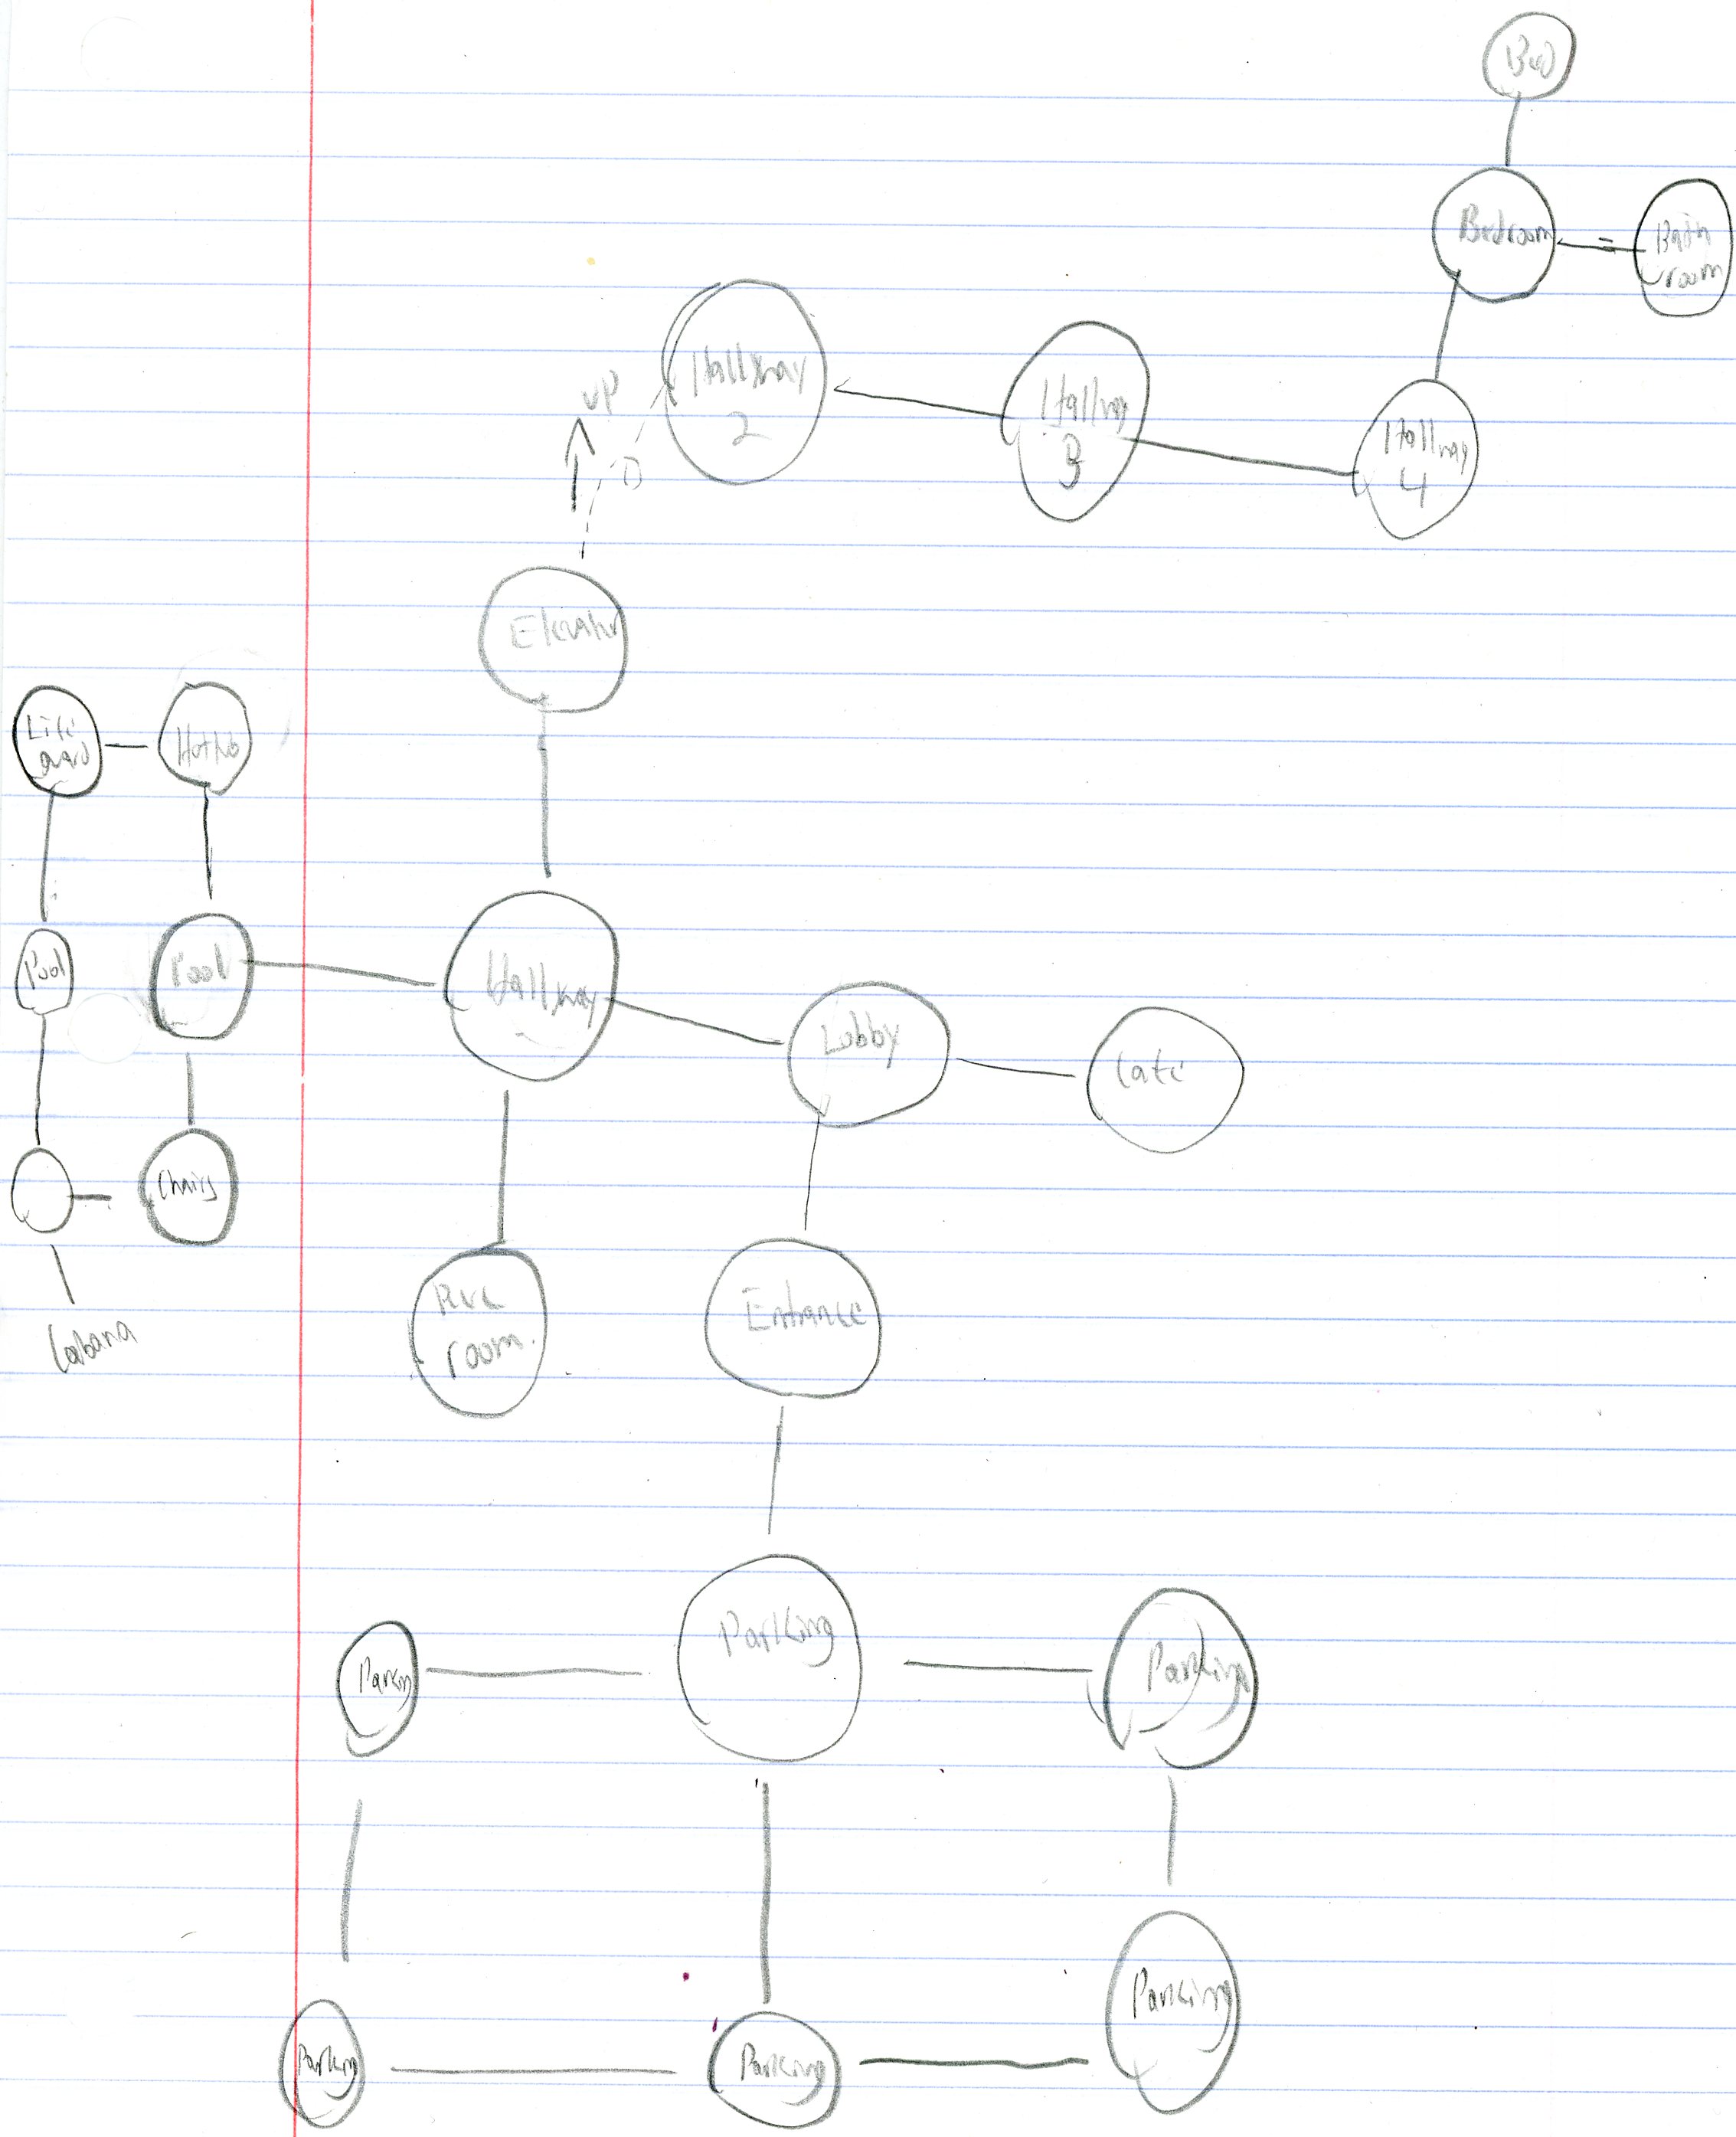 Bed
Bedroom
Bath
room
Hallway
2
UP
D
Hallway
3
Hallway
4
Elevator
Life
guard
Hottub
Pool
Pool
Hallway
Lobby
Cafe
Chairs
Rec
room.
Entrance
Cabana
Parking
Parking
Parking
Parking
Parking
Parking